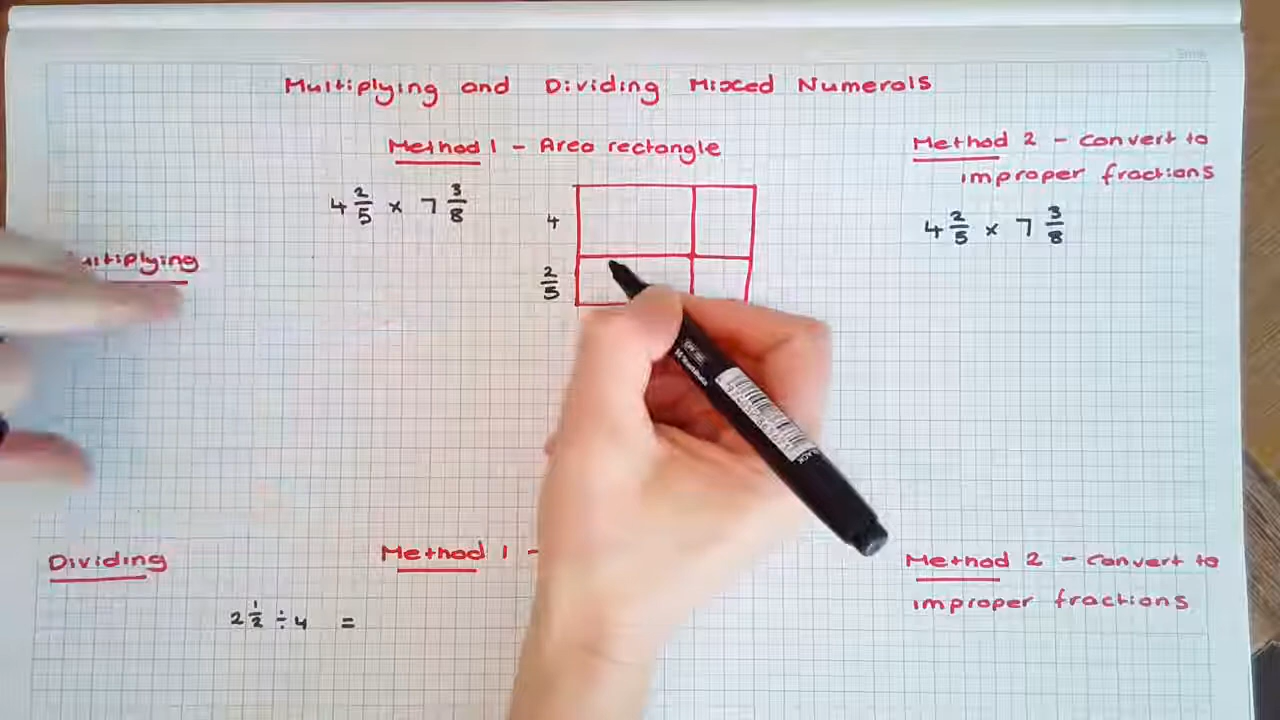 Multiplying and Dividing Mixed Numerals
Method 1 - Area rectangle
Method 2 - convert to
improper fractions
4 2/5 x 7 3/8
4
4 2/5 x 7 3/8
Multiplying
2/5
Dividing
Method 1 -
Method 2 - convert to
improper fractions
2 1/2 ÷ 4 =